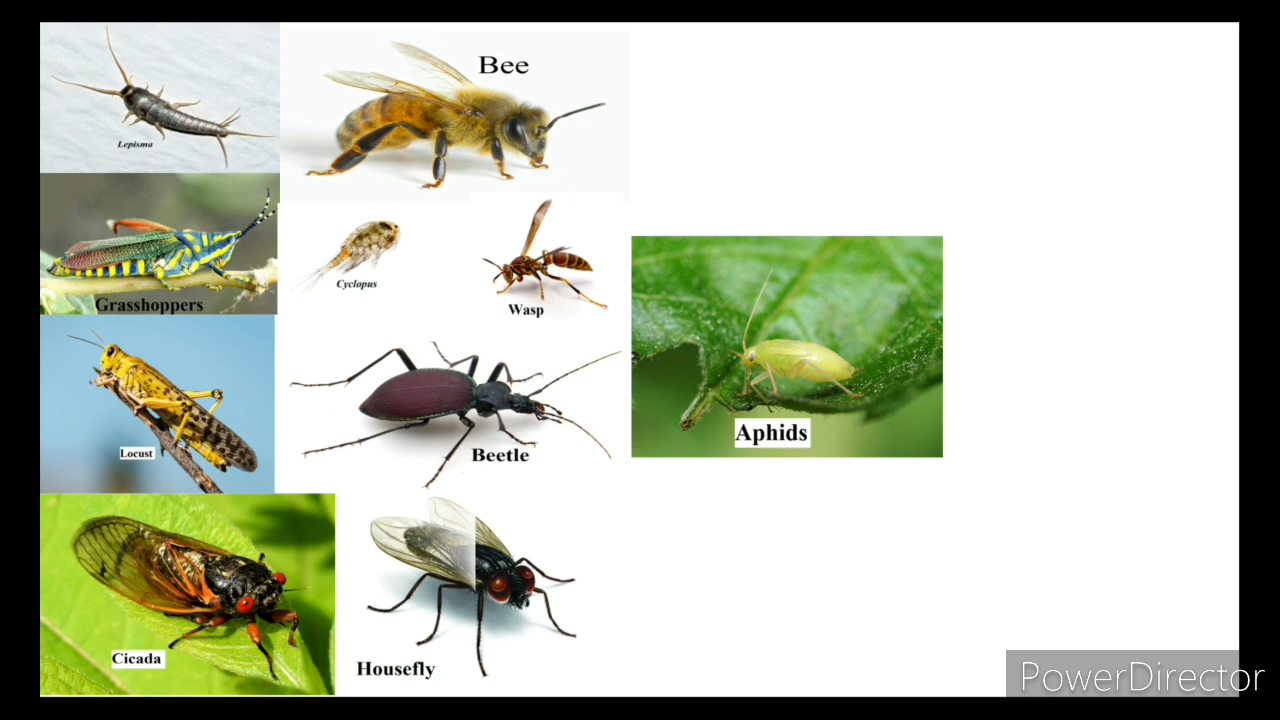 Bee
Lepisma
Cyclopus
Grasshoppers
Wasp
Aphids
Locust
Beetle
Cicada
Housefly
PowerDirector